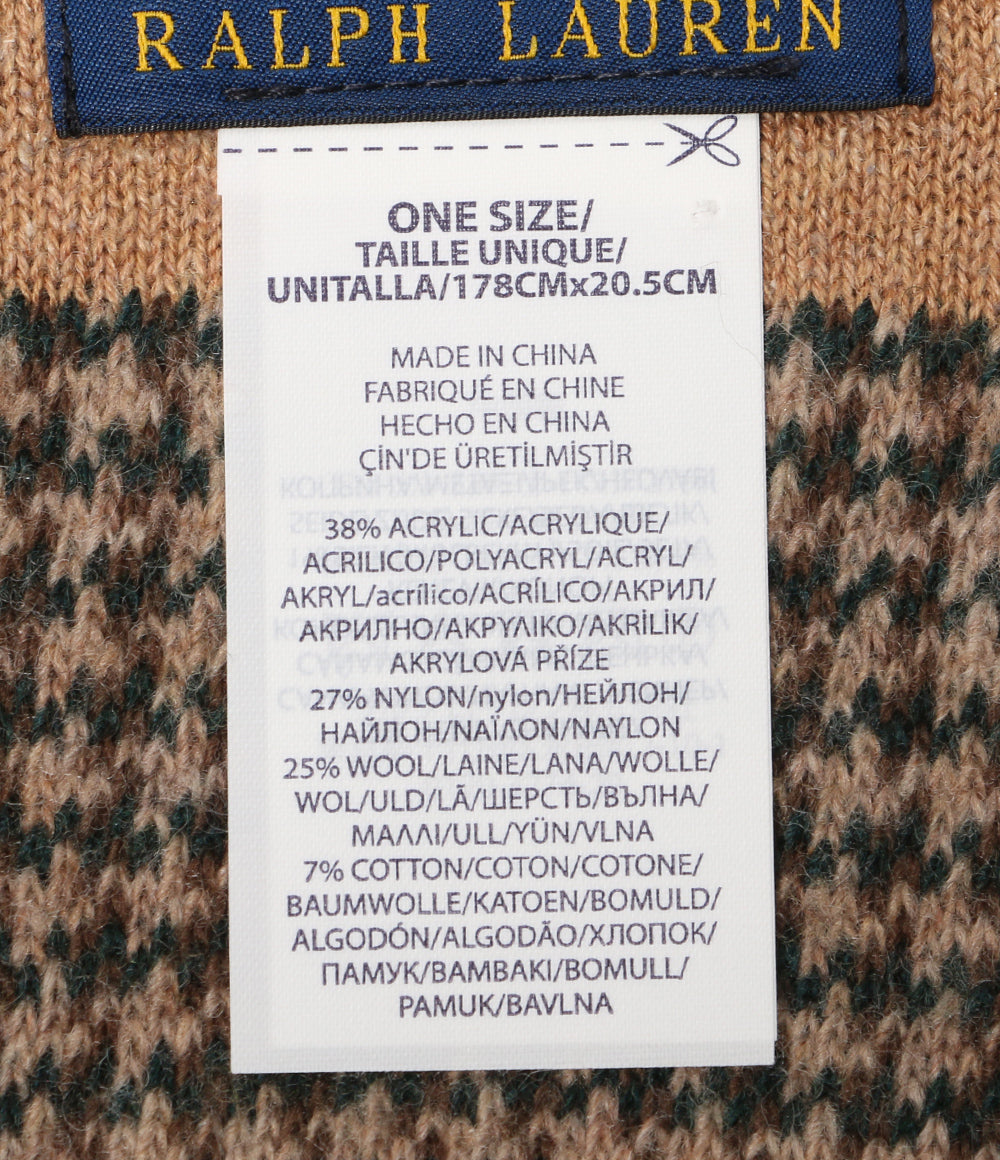 RALPH LAUREN
ONE SIZE/
TAILLE UNIQUE/
UNITALLA/178CMx20.5CM
MADE IN CHINA
FABRIQUÉ EN CHINE
HECHO EN CHINA
ÇİN'DE ÜRETİLMİŞTİR
38% ACRYLIC/ACRYLIQUE/
ACRILICO/POLYACRYL/ACRYL/
AKRYL/acrílico/ACRÍLICO/АКРИЛ/
АКРИЛНО/ΑΚΡΥΛΙΚΟ/AKRİLİK/
AKRYLOVÁ PŘÍZE
27% NYLON/nylon/НЕЙЛОН/
НАЙЛОН/ΝΑΪΛΟΝ/NAYLON
25% WOOL/LAINE/LANA/WOLLE/
WOL/ULD/LÃ/ШЕРСТЬ/ВЪЛНА/
ΜΑΛΛΙ/ULL/YÜN/VLNA
7% COTTON/COTON/COTONE/
BAUMWOLLE/KATOEN/BOMULD/
ALGODÓN/ALGODÃO/ХЛОПОК/
ПАМУК/ΒΑΜΒΑΚΙ/BOMULL/
PAMUK/BAVLNA